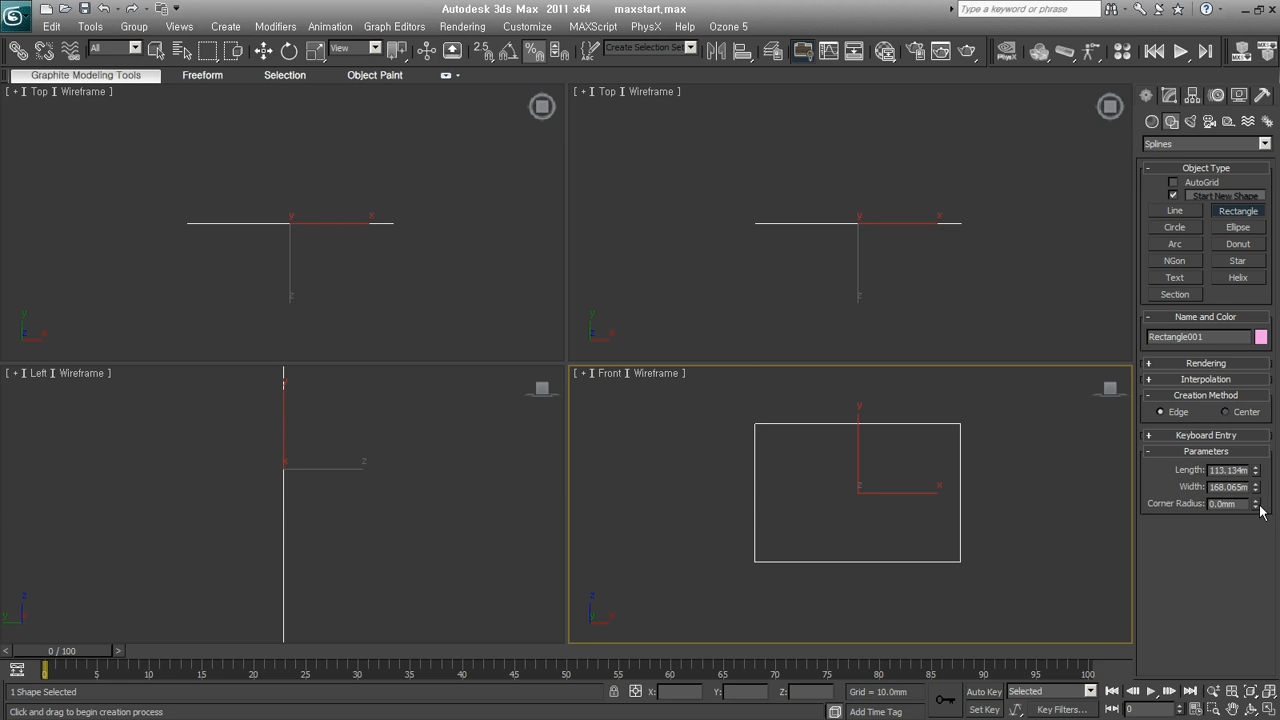 Autodesk 3ds Max 2011 x64 maxstart.max
Type a keyword or phrase
Edit Tools Group Views Create Modifiers Animation Graph Editors Rendering Customize MAXScript PhysX Help Ozone 5
All View 2.5 Create Selection Set PhysX
Graphite Modeling Tools Freeform Selection Object Paint
[ + ] Top ] Wireframe ]
[ + ] Top ] Wireframe ]
Splines
Object Type
AutoGrid
Start New Shape
Line Rectangle
Circle Ellipse
Arc Donut
NGon Star
Text Helix
Section
Name and Color
Rectangle001
Rendering
Interpolation
Creation Method
Edge Center
Keyboard Entry
Parameters
Length: 113.134m
Width: 168.065m
Corner Radius: 0.0mm
y x z
y x z
y z x
y z x
[ + ] Left ] Wireframe ]
[ + ] Front ] Wireframe ]
y x z
y x z
z y x
z y x
0 / 100
0 5 10 15 20 25 30 35 40 45 50 55 60 65 70 75 80 85 90 95 100
1 Shape Selected X: Y: Z: Grid = 10.0mm Auto Key Selected
Click and drag to begin creation process Add Time Tag Set Key Key Filters... 0